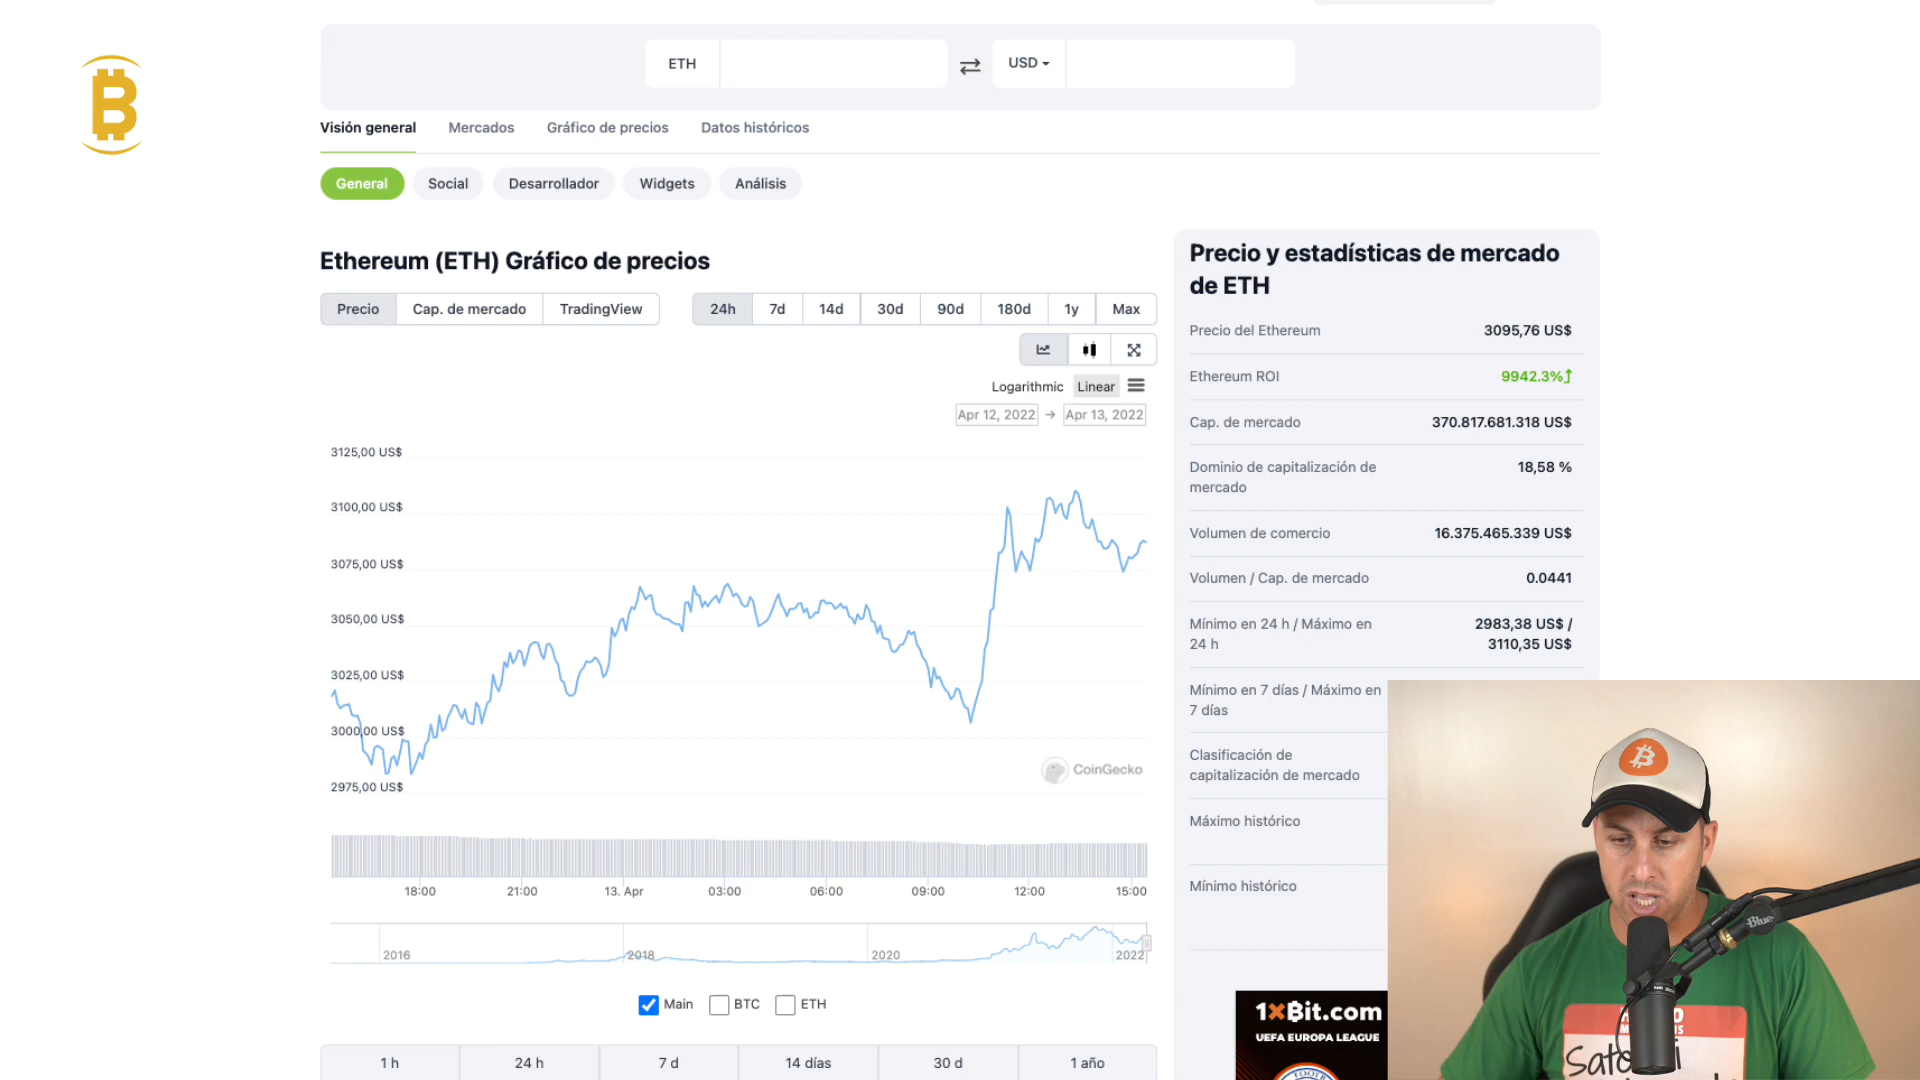 ETH
USD
Visión general Mercados Gráfico de precios Datos históricos
General Social Desarrollador Widgets Análisis
Ethereum (ETH) Gráfico de precios
Precio Cap. de mercado TradingView 24h 7d 14d 30d 90d 180d 1y Max
Logarithmic Linear
Apr 12, 2022 → Apr 13, 2022
3125,00 US$
3100,00 US$
3075,00 US$
3050,00 US$
3025,00 US$
3000,00 US$
2975,00 US$
CoinGecko
18:00 21:00 13. Apr 03:00 06:00 09:00 12:00 15:00
2016 2018 2020 2022
Main BTC ETH
1 h 24 h 7 d 14 días 30 d 1 año
Precio y estadísticas de mercado
de ETH
Precio del Ethereum 3095,76 US$
Ethereum ROI 9942.3%
Cap. de mercado 370.817.681.318 US$
Dominio de capitalización de
mercado 18,58 %
Volumen de comercio 16.375.465.339 US$
Volumen / Cap. de mercado 0.0441
Mínimo en 24 h / Máximo en
24 h 2983,38 US$ /
3110,35 US$
Mínimo en 7 días / Máximo en
7 días
Clasificación de
capitalización de mercado
Máximo histórico
Mínimo histórico
1×Bit.com
UEFA EUROPA LEAGUE
Blue